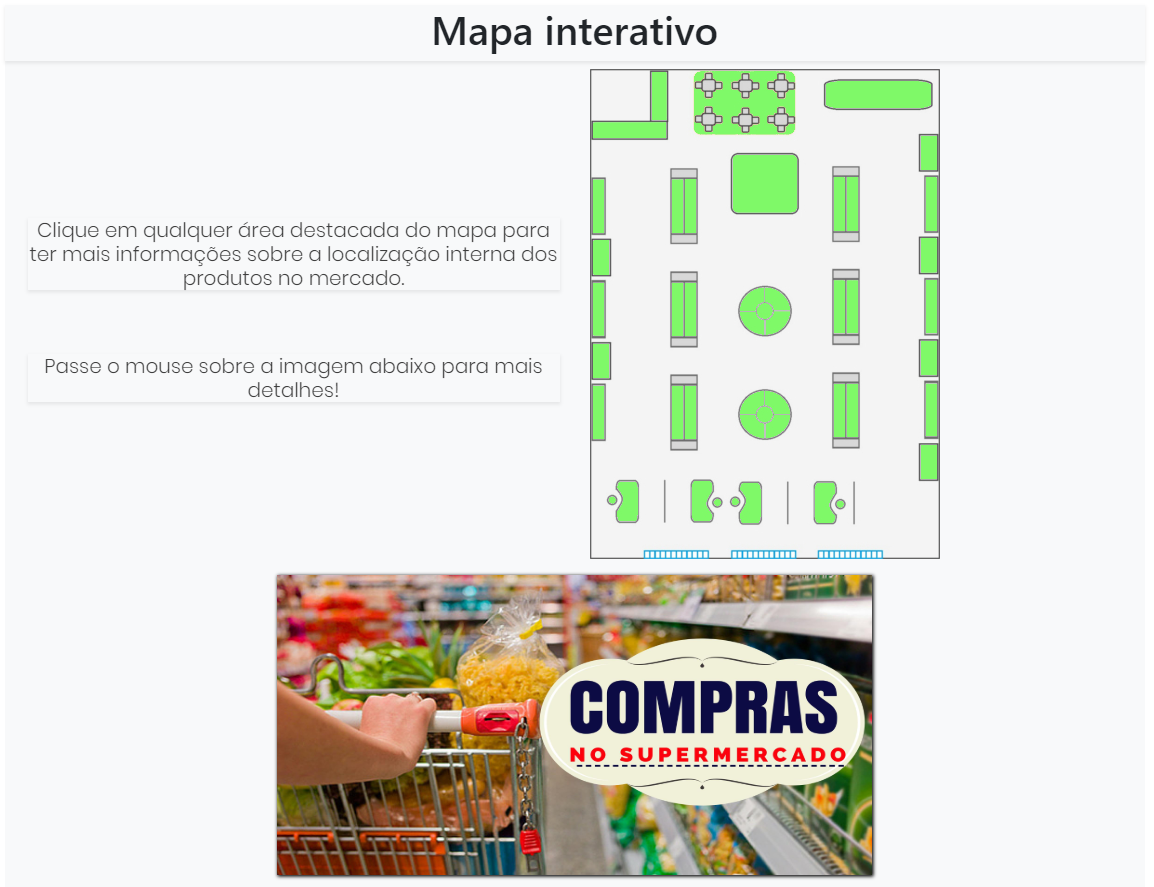 Mapa interativo
Clique em qualquer área destacada do mapa para
ter mais informações sobre a localização interna dos
produtos no mercado.
Passe o mouse sobre a imagem abaixo para mais
detalhes!
COMPRAS
NO SUPERMERCADO